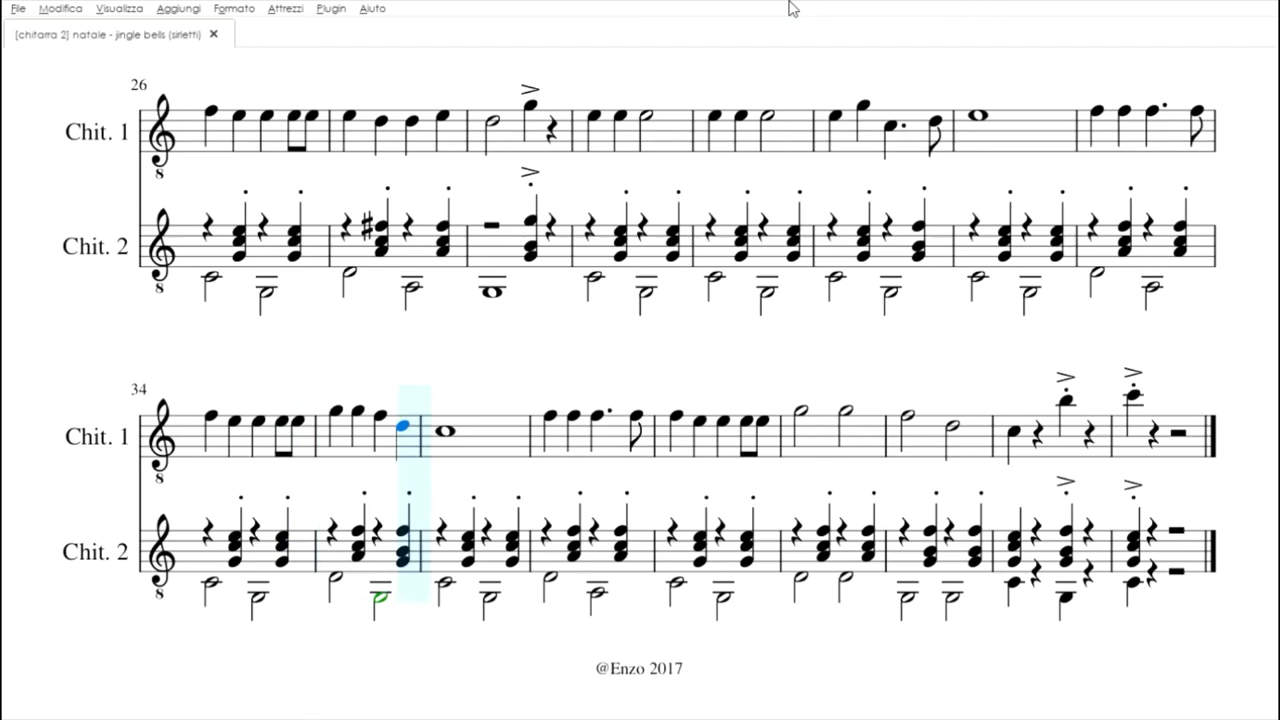 File Modifica Visualizza Aggiungi Formato Attrezzi Plugin Aiuto
[chitarra 2] natale - jingle bells (sirletti) ✕
26
Chit. 1
8
Chit. 2
8
34
Chit. 1
8
Chit. 2
8
@Enzo 2017